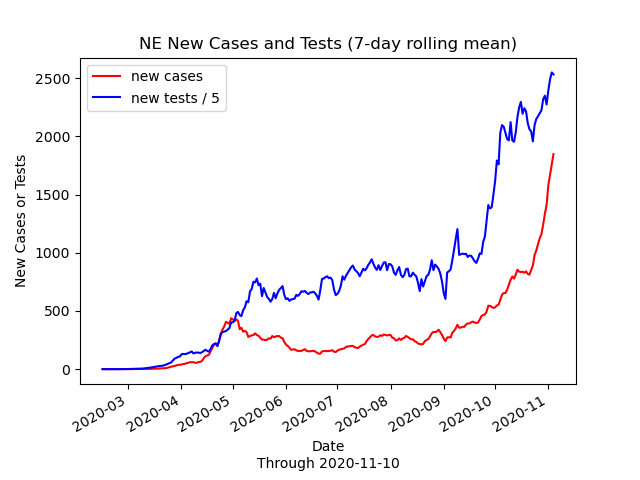 NE New Cases and Tests (7-day rolling mean)
new cases
new tests / 5
New Cases or Tests
2500
2000
1500
1000
500
0
2020-03
2020-04
2020-05
2020-06
2020-07
2020-08
2020-09
2020-10
2020-11
Date
Through 2020-11-10